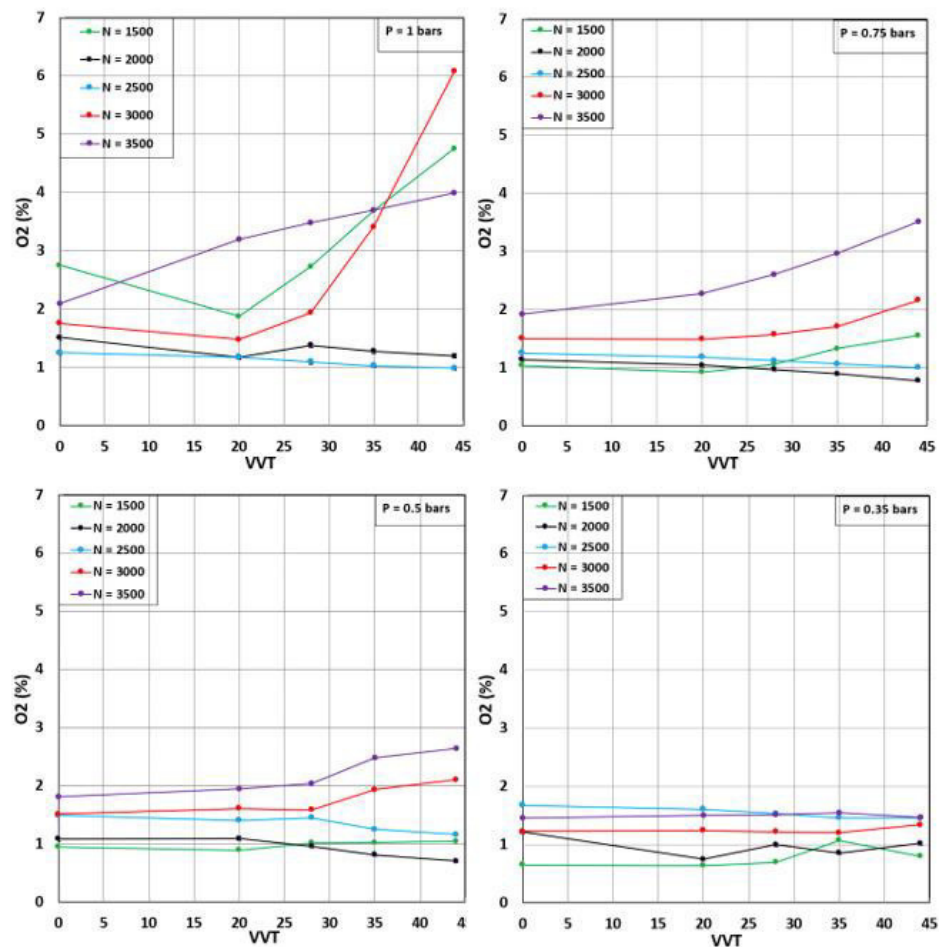 7
N = 1500
P = 1 bars
N = 2000
6
N = 2500
N = 3000
5
N = 3500
4
O2 (%)
3
2
1
0
0 5 10 15 20 25 30 35 40 45
VVT
7
N = 1500
P = 0.75 bars
N = 2000
6
N = 2500
N = 3000
N = 3500
5
4
O2 (%)
3
2
1
0
0 5 10 15 20 25 30 35 40 45
VVT
7
N = 1500
P = 0.5 bars
N = 2000
6
N = 2500
N = 3000
N = 3500
5
4
O2 (%)
3
2
1
0
0 5 10 15 20 25 30 35 40 4
VVT
7
N = 1500
P = 0.35 bars
N = 2000
6
N = 2500
N = 3000
N = 3500
5
4
O2 (%)
3
2
1
0
0 5 10 15 20 25 30 35 40 45
VVT